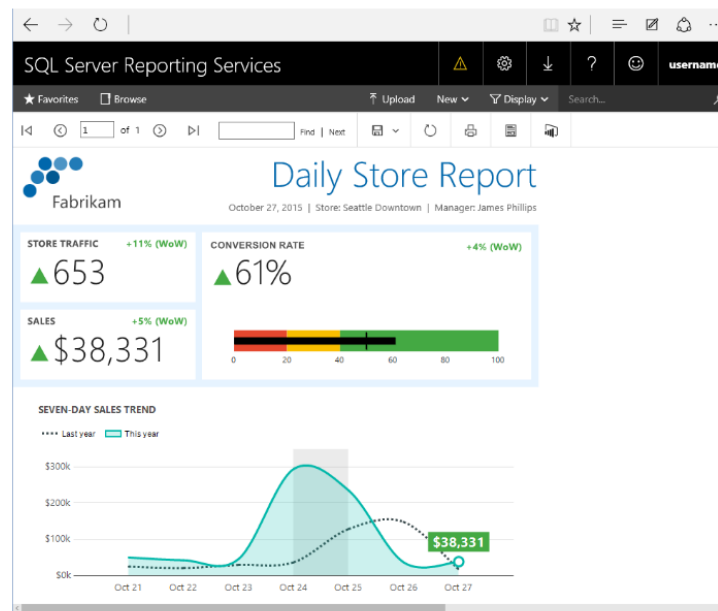 SQL Server Reporting Services
?
username
Favorites Browse Upload New Display Search...
1 of 1 Find | Next
Fabrikam
Daily Store Report
October 27, 2015 | Store: Seattle Downtown | Manager: James Phillips
STORE TRAFFIC +11% (WoW)
653
CONVERSION RATE +4% (WoW)
61%
SALES +5% (WoW)
$38,331
0 20 40 60 80 100
SEVEN-DAY SALES TREND
Last year This year
$300k
$200k
$100k
$38,331
$0k
Oct 21 Oct 22 Oct 23 Oct 24 Oct 25 Oct 26 Oct 27